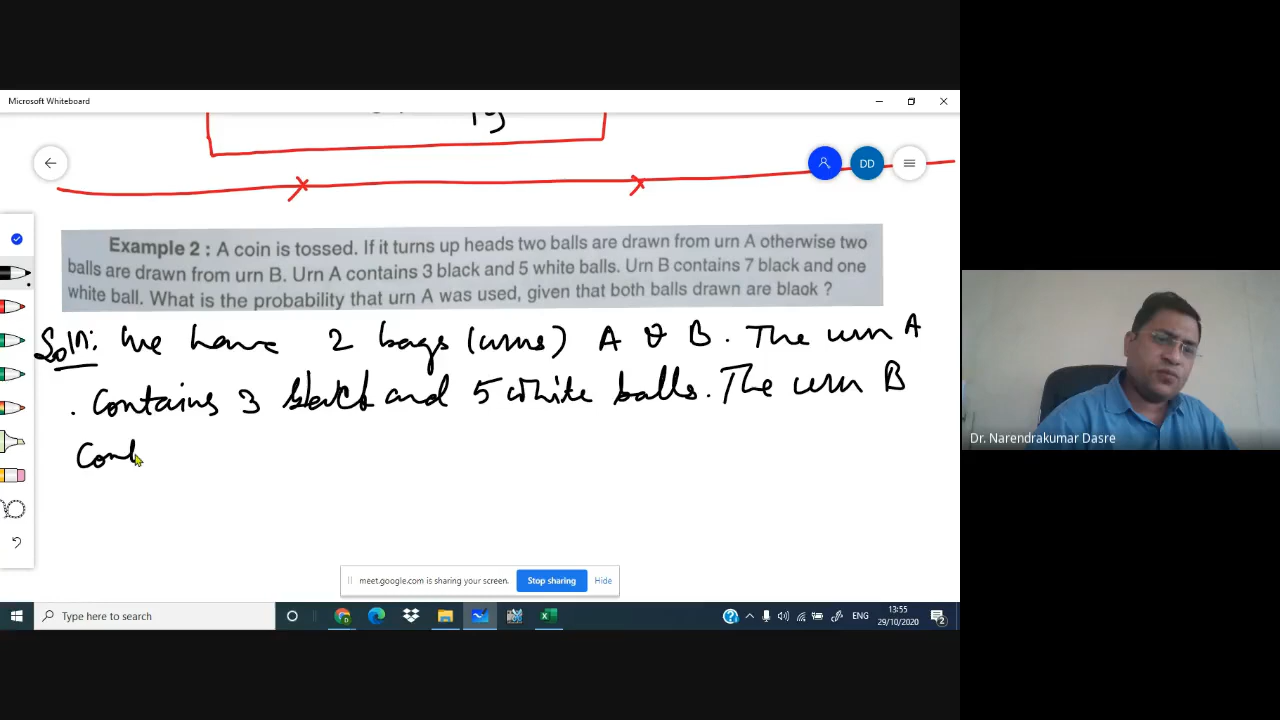 Microsoft Whiteboard
DD
Example 2 : A coin is tossed. If it turns up heads two balls are drawn from urn A otherwise two
balls are drawn from urn B. Urn A contains 3 black and 5 white balls. Urn B contains 7 black and one
white ball. What is the probability that urn A was used, given that both balls drawn are black ?
Soln: We have 2 bags (urns) A & B. The urn A
. Contains 3 black and 5 white balls. The urn B
Cont
Dr. Narendrakumar Dasre
meet.google.com is sharing your screen. Stop sharing Hide
Type here to search
ENG
13:55
29/10/2020
2